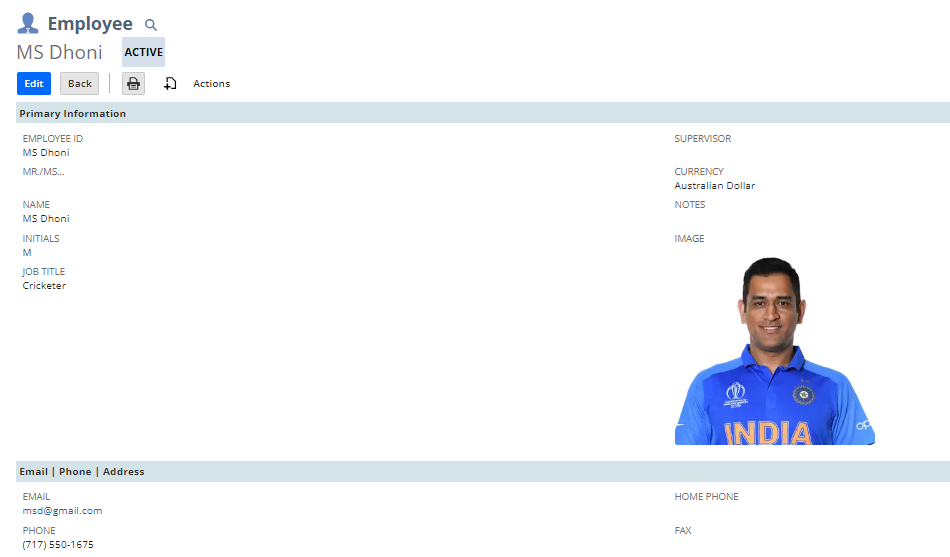 Employee
MS Dhoni ACTIVE
Edit Back Actions
Primary Information
EMPLOYEE ID
MS Dhoni
MR./MS...
NAME
MS Dhoni
INITIALS
M
JOB TITLE
Cricketer
SUPERVISOR
CURRENCY
Australian Dollar
NOTES
IMAGE
INDIA
Email | Phone | Address
EMAIL
msd@gmail.com
PHONE
(717) 550-1675
HOME PHONE
FAX